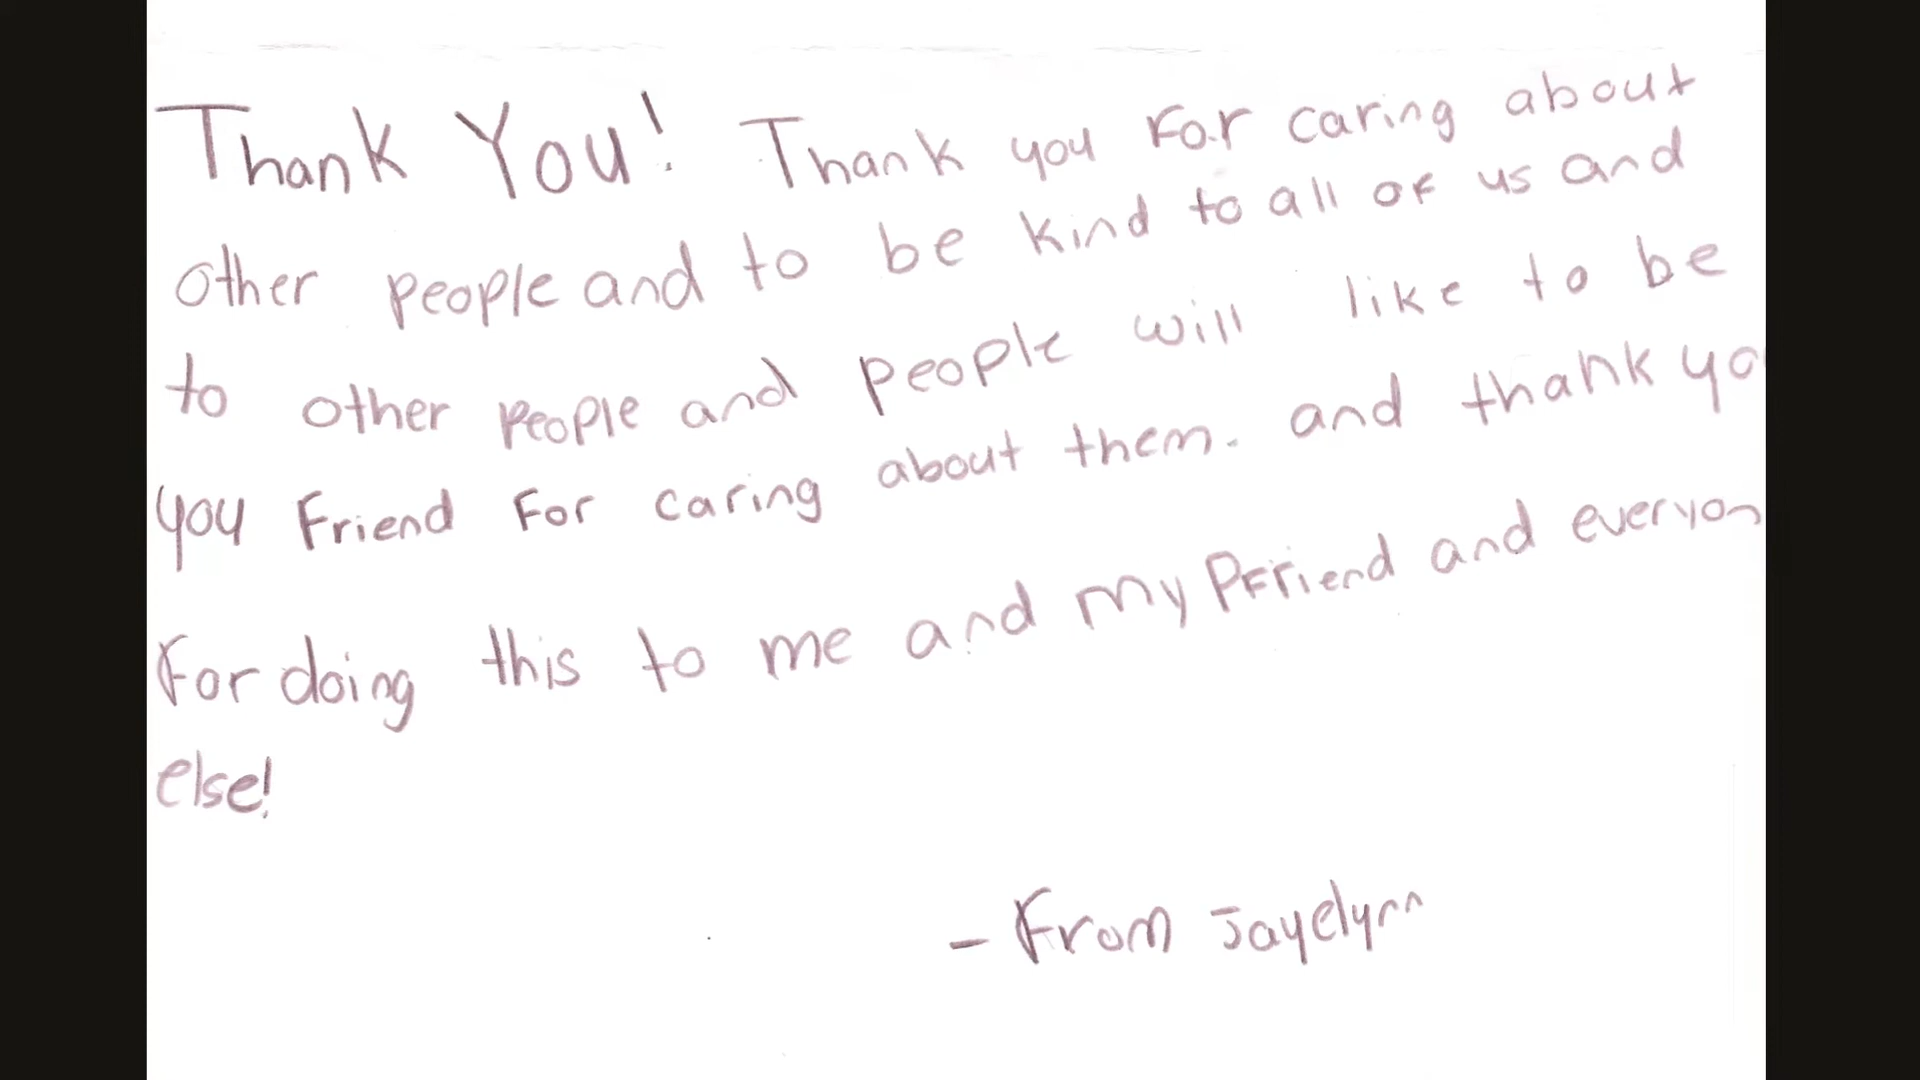 Thank You! Thank you For caring about
other people and to be kind to all of us and
to other people and people will like to be
you Friend For caring about them. and thank yo
For doing this to me and my PFriend and everyon
else!
- From Jayelynn